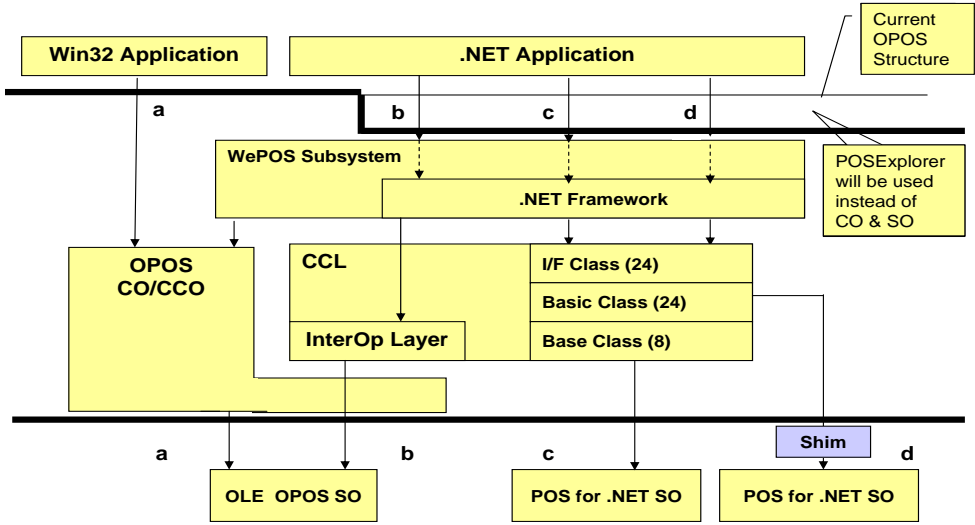 Current
OPOS
Structure
Win32 Application
.NET Application
a
b
c
d
WePOS Subsystem
.NET Framework
POSExplorer
will be used
instead of
CO & SO
OPOS
CO/CCO
CCL
I/F Class (24)
Basic Class (24)
InterOp Layer
Base Class (8)
Shim
a
b
c
d
OLE OPOS SO
POS for .NET SO
POS for .NET SO